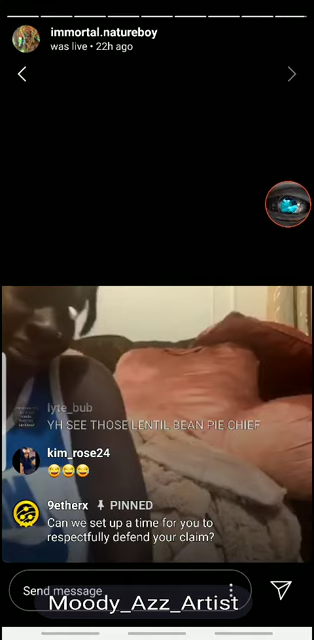 immortal.natureboy
was live • 22h ago
lyte_bub
YH SEE THOSE LENTIL BEAN PIE CHIEF
kim_rose24
😂😂😂
9etherx 📌 PINNED
Can we set up a time for you to
respectfully defend your claim?
Send message
Moody_Azz_Artist